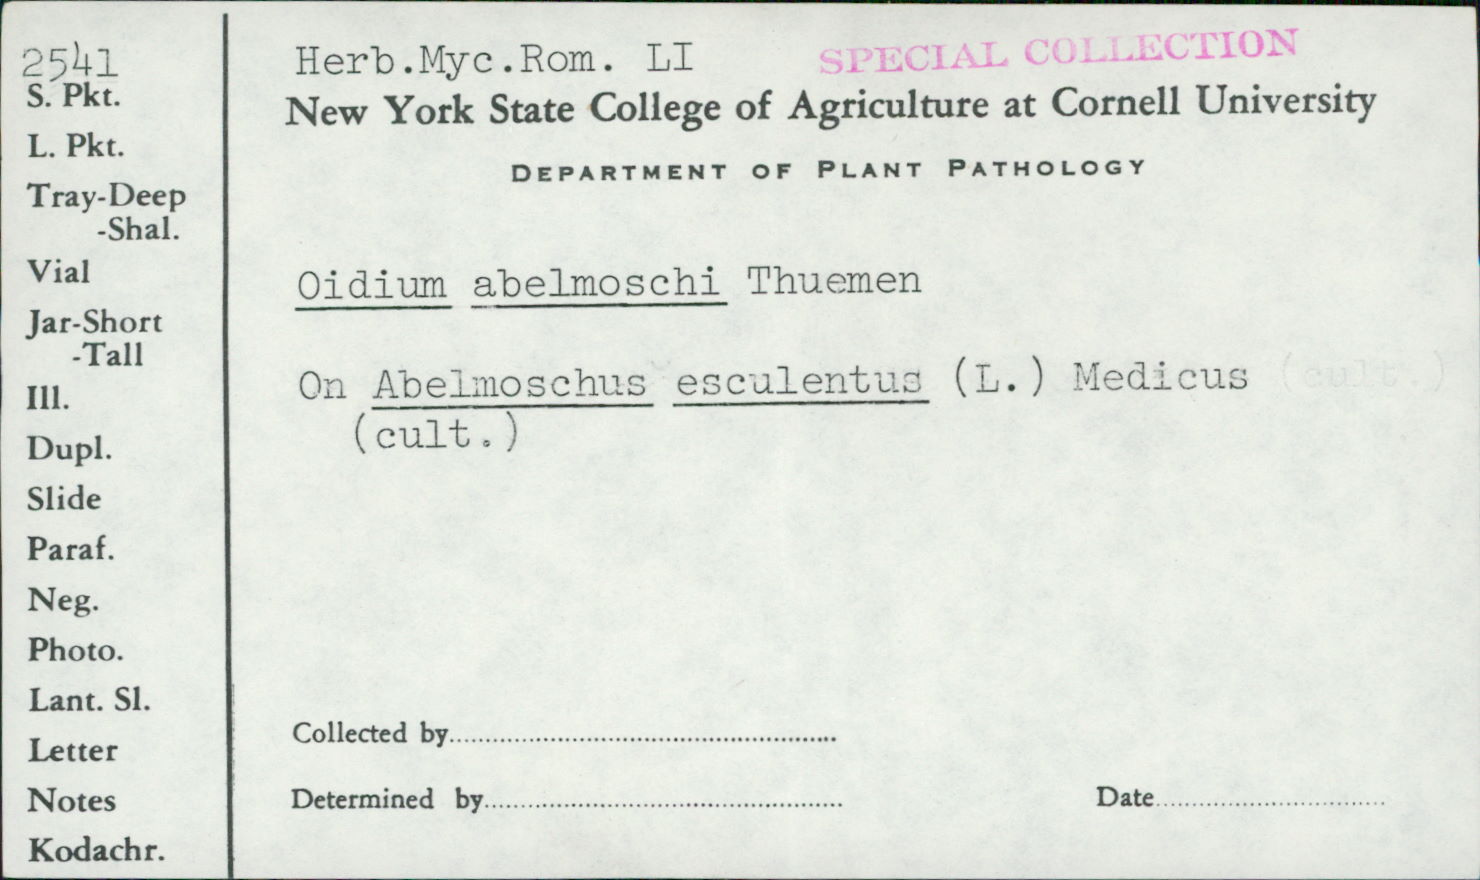 2541
S. Pkt.
L. Pkt.
Tray-Deep
-Shal.
Vial
Jar-Short
-Tall
Ill.
Dupl.
Slide
Paraf.
Neg.
Photo.
Lant. Sl.
Letter
Notes
Kodachr.
Herb.Myc.Rom. LI
SPECIAL COLLECTION
New York State College of Agriculture at Cornell University
DEPARTMENT OF PLANT PATHOLOGY
Oidium abelmoschi Thuemen
On Abelmoschus esculentus (L.) Medicus (cult.)
(cult.)
Collected by
Determined by
Date